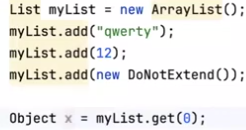 List myList = new ArrayList();
myList.add("qwerty");
myList.add(12);
myList.add(new DoNotExtend());
Object x = myList.get(0);